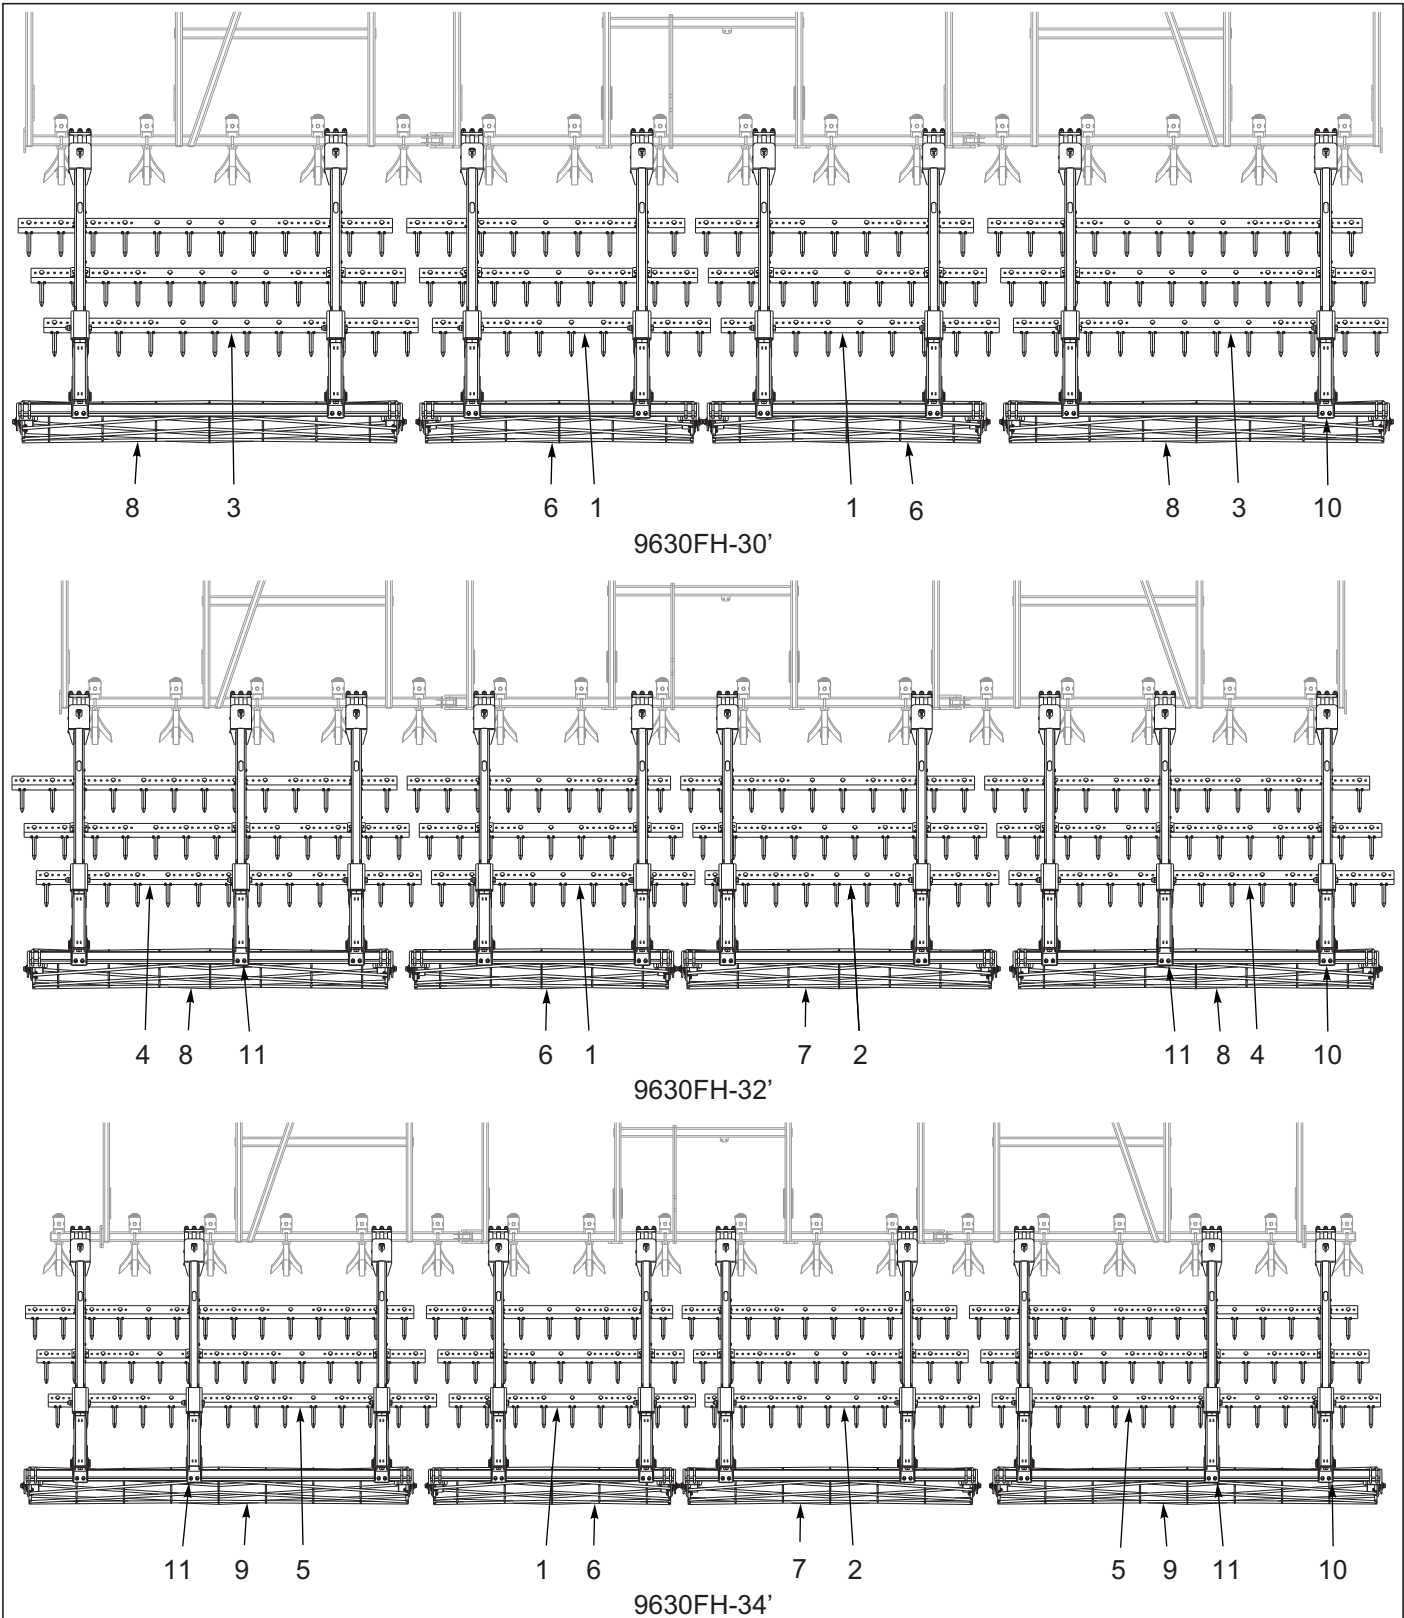 8 3 6 1 1 6 8 3 10
9630FH-30’
4 8 11 6 1 7 2 11 8 4 10
9630FH-32’
11 9 5 1 6 7 2 5 9 11 10
9630FH-34’